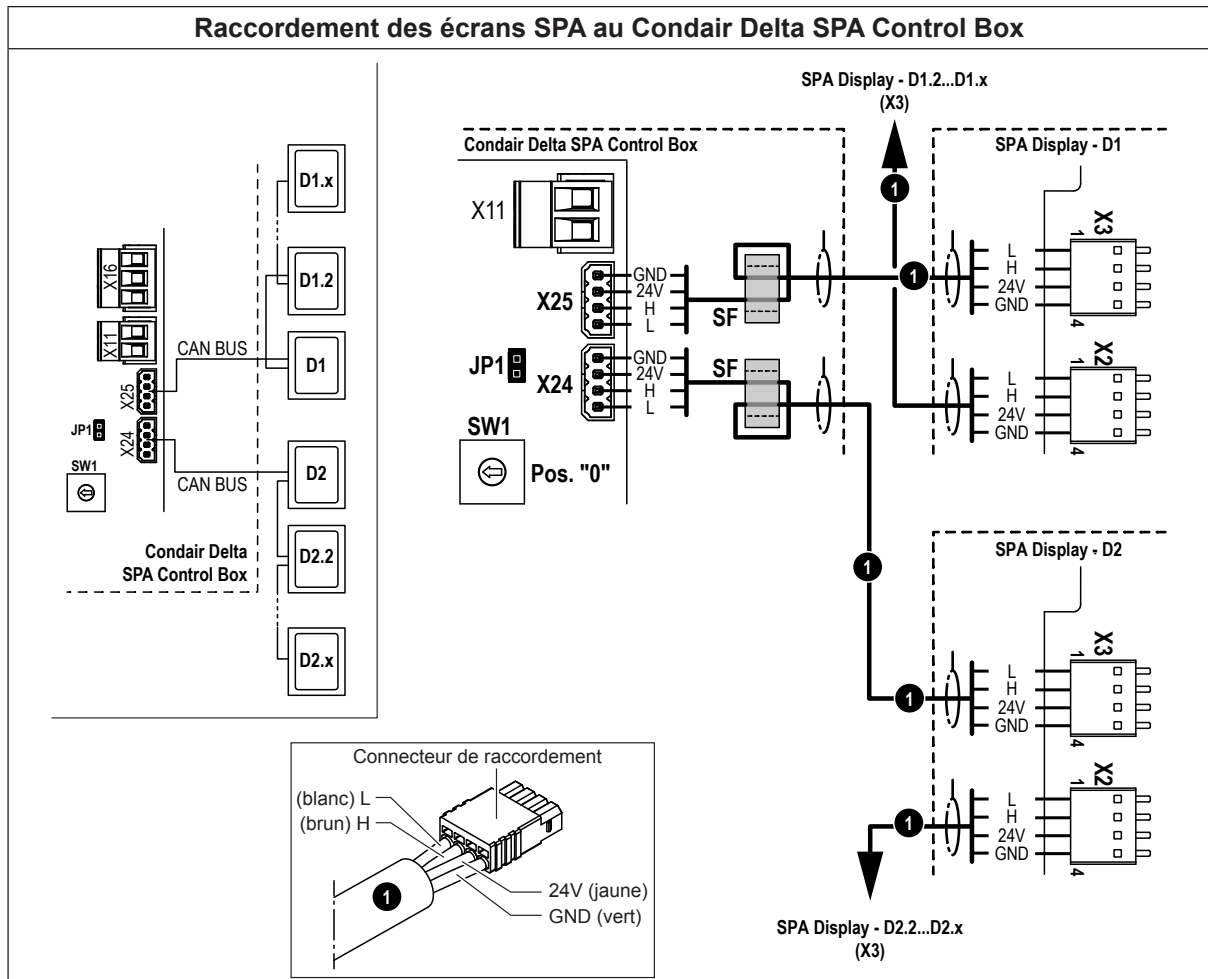 Raccordement des écrans SPA au Condair Delta SPA Control Box
D1.x
D1.2
D1
D2
D2.2
D2.x
X16
X11
CAN BUS
X25
JP1
X24
SW1
CAN BUS
Condair Delta
SPA Control Box
SPA Display - D1.2...D1.x
(X3)
Condair Delta SPA Control Box
X11
X25
GND
24V
H
L
SF
JP1
X24
GND
24V
H
L
SF
SW1
Pos. "0"
1
1
SPA Display - D1
L
H
24V
GND
1
X3
4
L
H
24V
GND
1
X2
4
1
SPA Display - D2
1
L
H
24V
GND
1
X3
4
1
L
H
24V
GND
1
X2
4
SPA Display - D2.2...D2.x
(X3)
Connecteur de raccordement
(blanc) L
(brun) H
1
24V (jaune)
GND (vert)